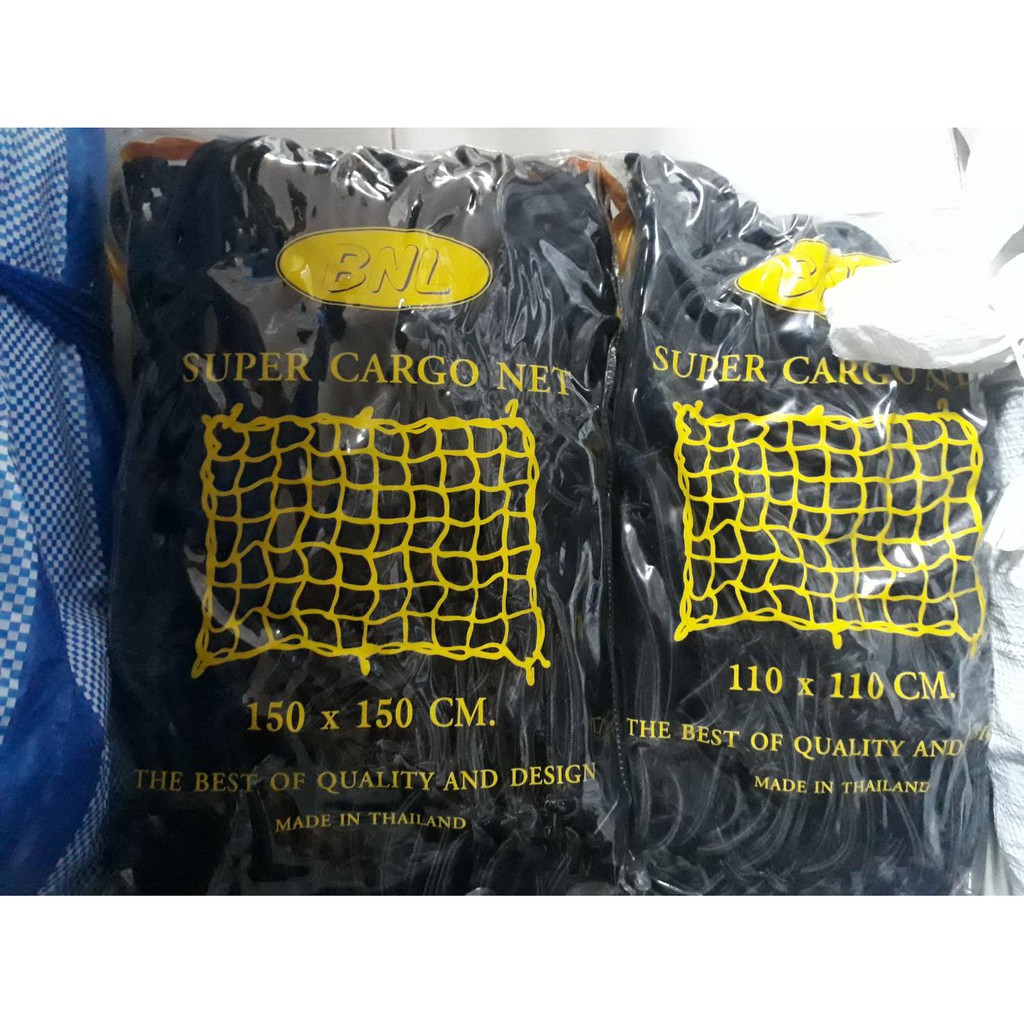 BNL
SUPER CARGO NET
150 x 150 CM.
THE BEST OF QUALITY AND DESIGN
MADE IN THAILAND
SUPER
110 x 110 CM.
THE BEST OF QUALITY AND
MADE IN THAILAND